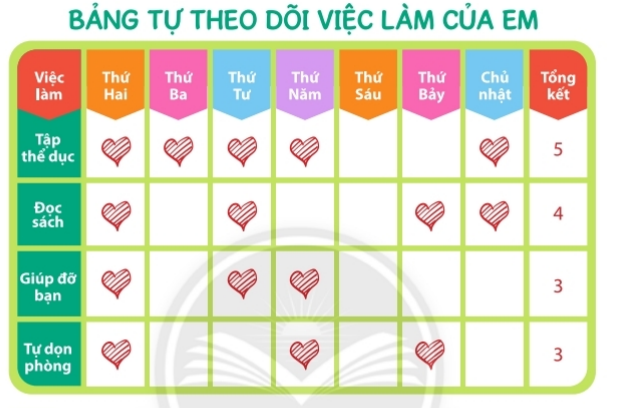 BẢNG TỰ THEO DÕI VIỆC LÀM CỦA EM
Việc làm Thứ Hai Thứ Ba Thứ Tư Thứ Năm Thứ Sáu Thứ Bảy Chủ nhật Tổng kết
Tập thể dục 5
Đọc sách 4
Giúp đỡ bạn 3
Tự dọn phòng 3